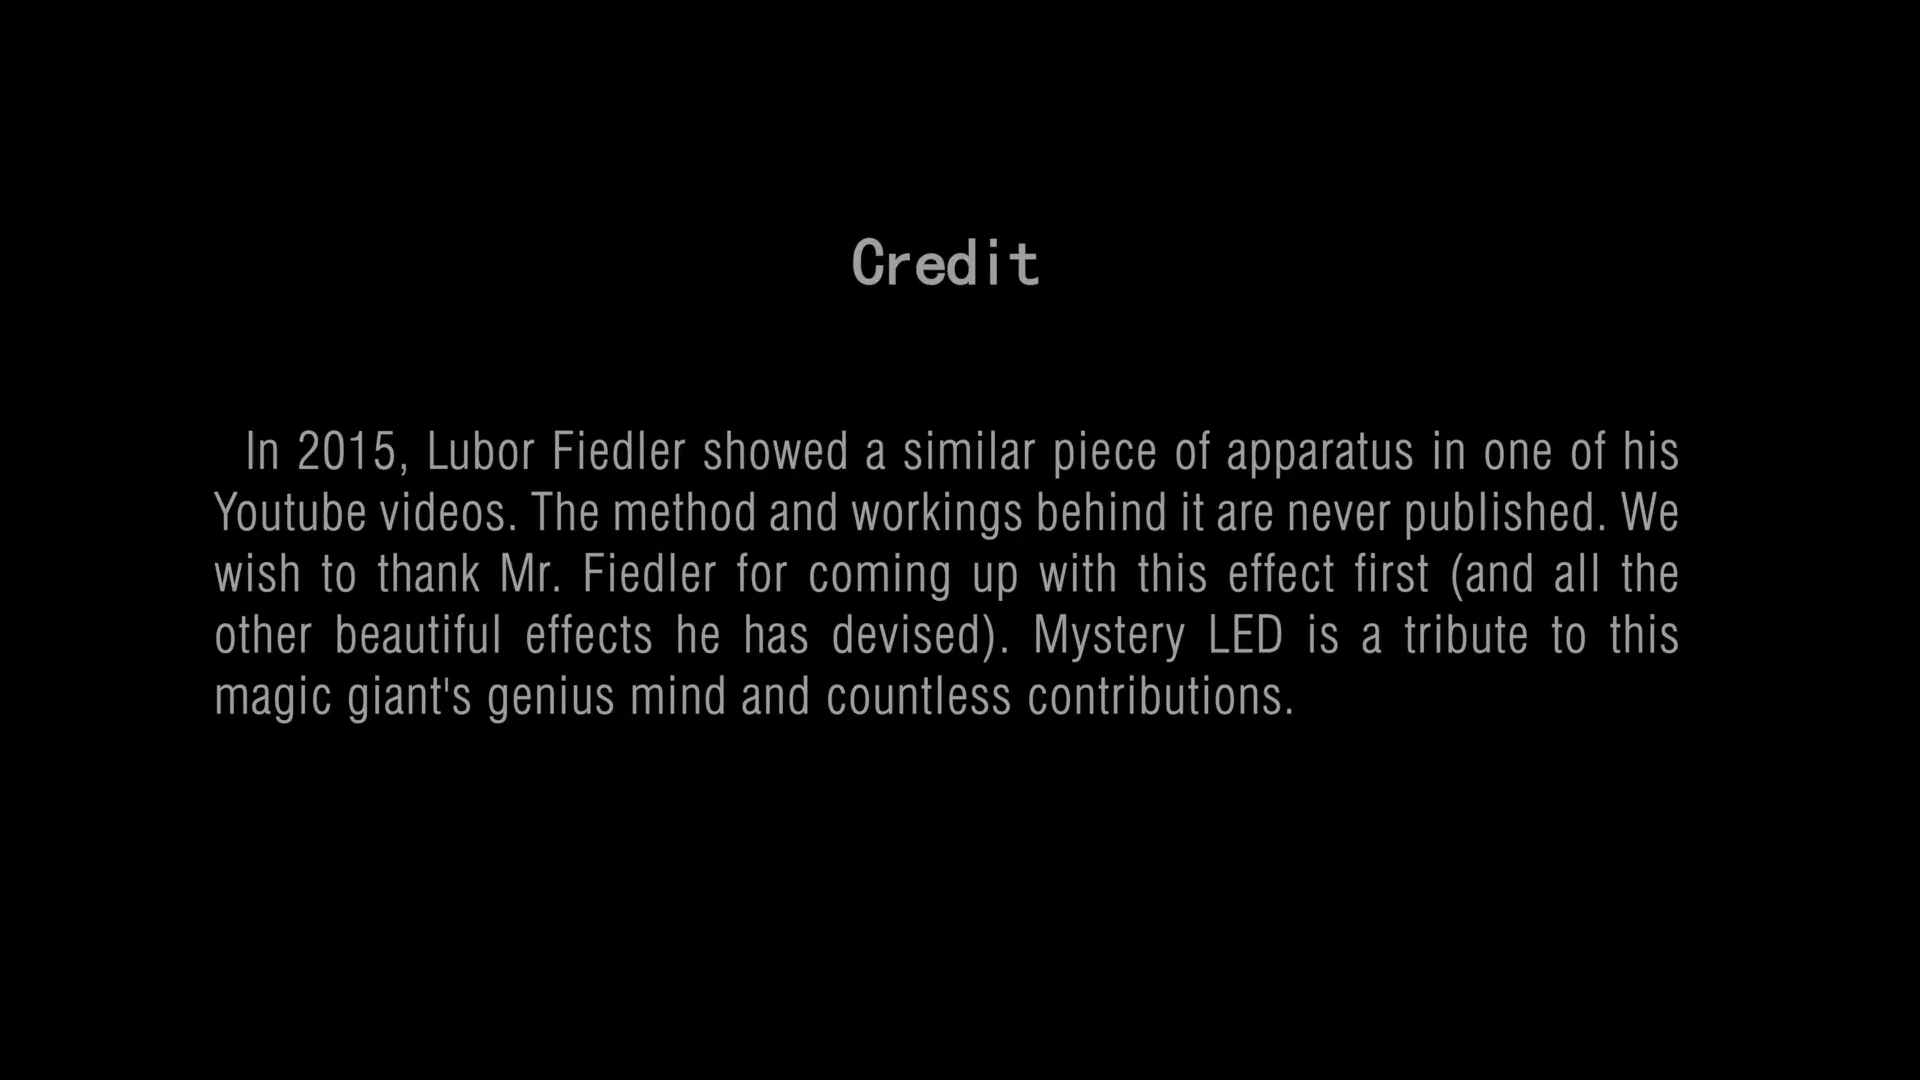 Credit
In 2015, Lubor Fiedler showed a similar piece of apparatus in one of his
Youtube videos. The method and workings behind it are never published. We
wish to thank Mr. Fiedler for coming up with this effect first (and all the
other beautiful effects he has devised). Mystery LED is a tribute to this
magic giant's genius mind and countless contributions.